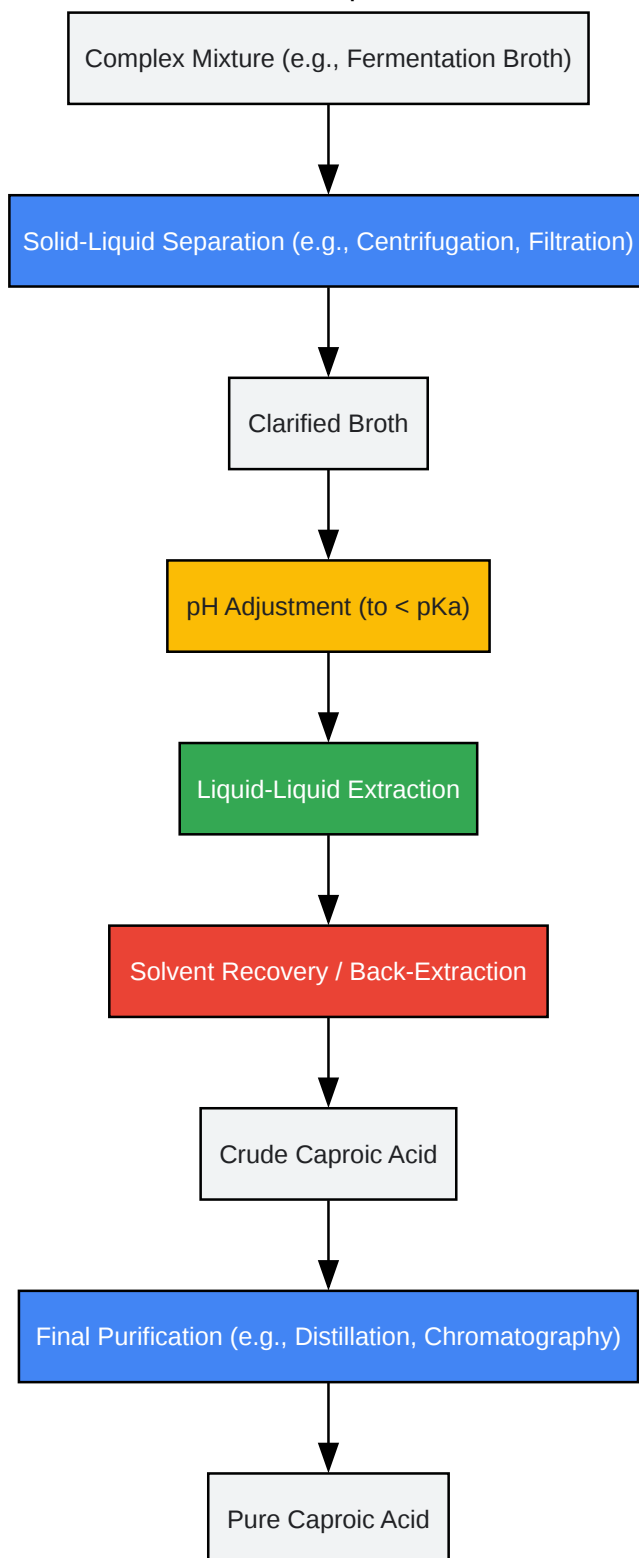 Complex Mixture (e.g., Fermentation Broth)
Solid-Liquid Separation (e.g., Centrifugation, Filtration)
Clarified Broth
pH Adjustment (to < pKa)
Liquid-Liquid Extraction
Solvent Recovery / Back-Extraction
Crude Caproic Acid
Final Purification (e.g., Distillation, Chromatography)
Pure Caproic Acid